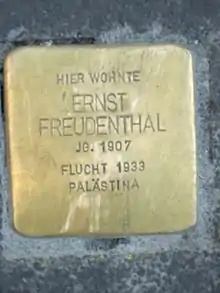 HIER WOHNTE
ERNST
FREUDENTHAL
JG. 1907
FLUCHT 1933
PALÄSTINA